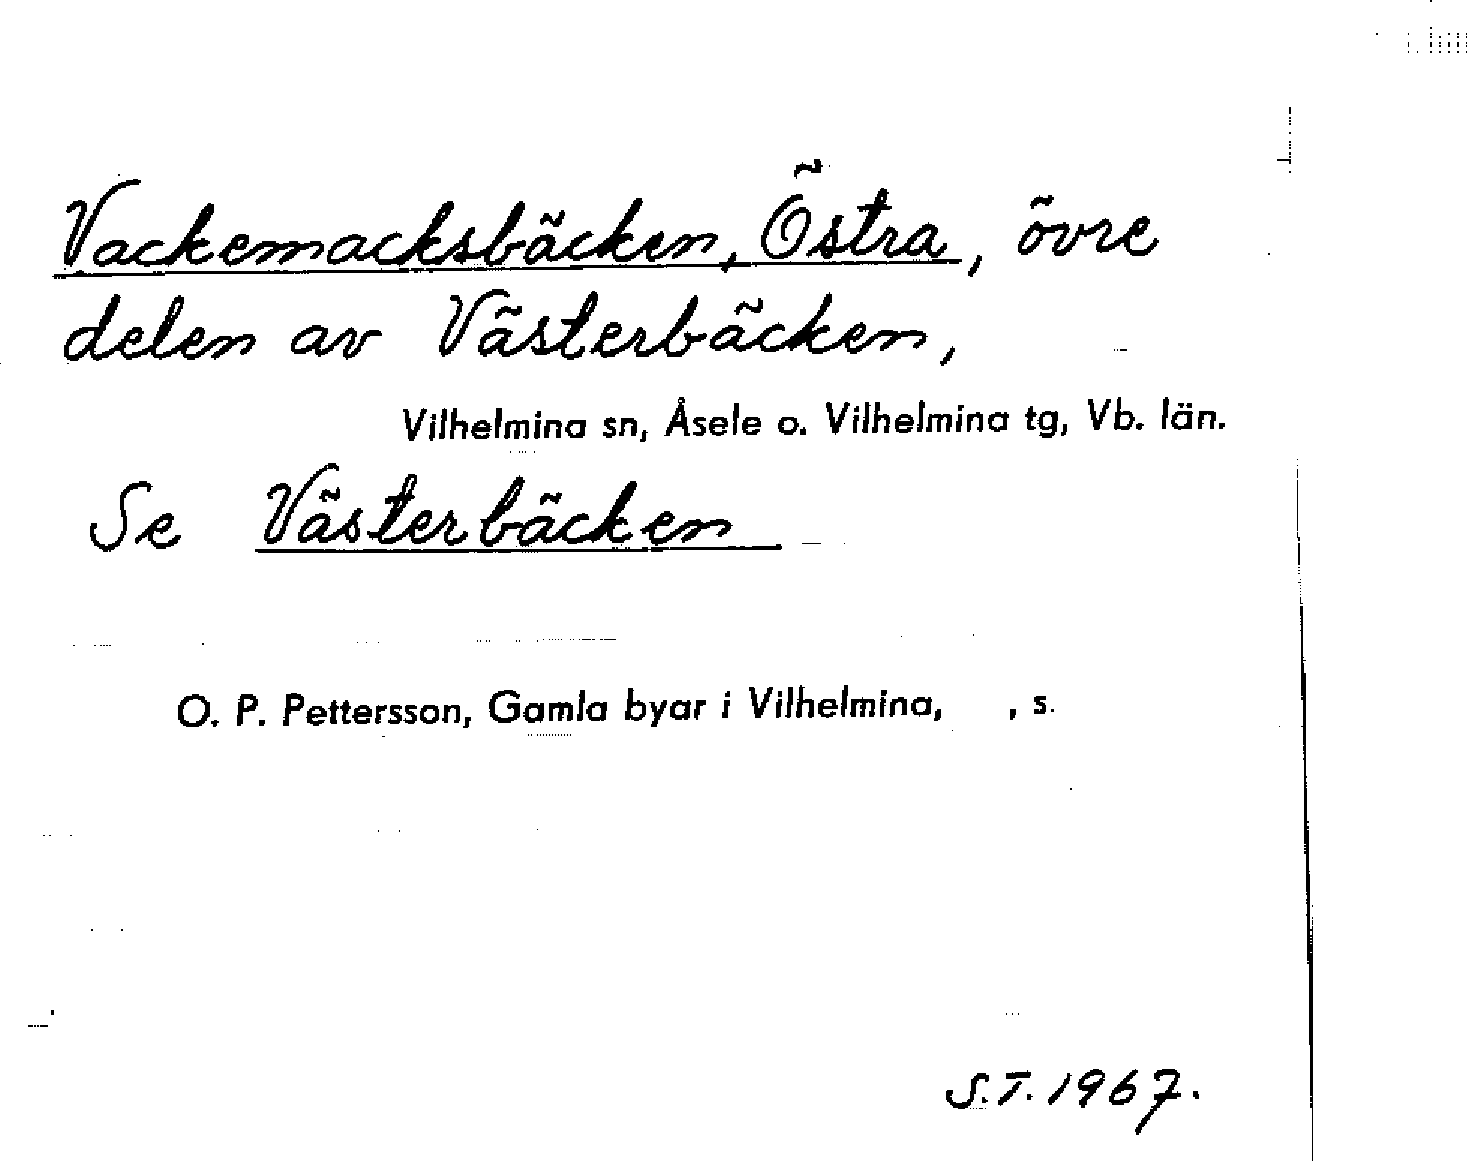 Vackemacksbäcken, Östra, övre
delen av Västerbäcken,
Vilhelmina sn, Åsele o. Vilhelmina tg, Vb. län.
Se Västerbäcken
O. P. Pettersson, Gamla byar i Vilhelmina, , s.
S.T. 1967.